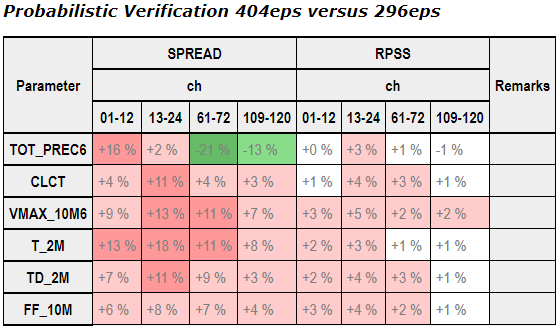 Probabilistic Verification 404eps versus 296eps
Parameter SPREAD RPSS Remarks
ch ch
01-12 13-24 61-72 109-120 01-12 13-24 61-72 109-120
TOT_PREC6 +16 % +2 % -21 % -13 % +0 % +3 % +1 % -1 %
CLCT +4 % +11 % +4 % +3 % +1 % +4 % +3 % +1 %
VMAX_10M6 +9 % +13 % +11 % +7 % +3 % +5 % +2 % +2 %
T_2M +13 % +18 % +11 % +8 % +2 % +3 % +1 % +1 %
TD_2M +7 % +11 % +9 % +3 % +2 % +4 % +3 % +1 %
FF_10M +6 % +8 % +7 % +4 % +3 % +4 % +2 % +1 %